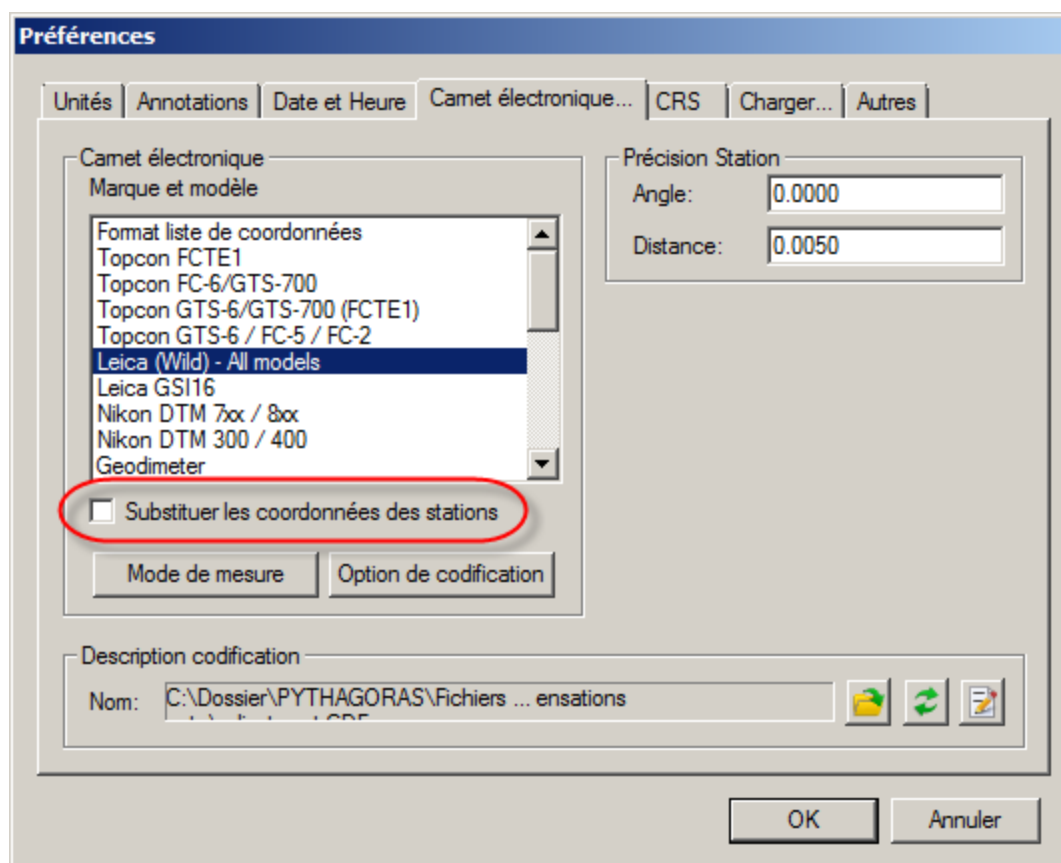 Préférences
Unités
Annotations
Date et Heure
Carnet électronique...
CRS
Charger...
Autres
Carnet électronique
Marque et modèle
Format liste de coordonnées
Topcon FCTE1
Topcon FC-6/GTS-700
Topcon GTS-6/GTS-700 (FCTE1)
Topcon GTS-6 / FC-5 / FC-2
Leica (Wild) - All models
Leica GSI16
Nikon DTM 7xx / 8xx
Nikon DTM 300 / 400
Geodimeter
Substituer les coordonnées des stations
Mode de mesure
Option de codification
Précision Station
Angle: 0.0000
Distance: 0.0050
Description codification
Nom: C:\Dossier\PYTHAGORAS\Fichiers ... ensations
OK
Annuler